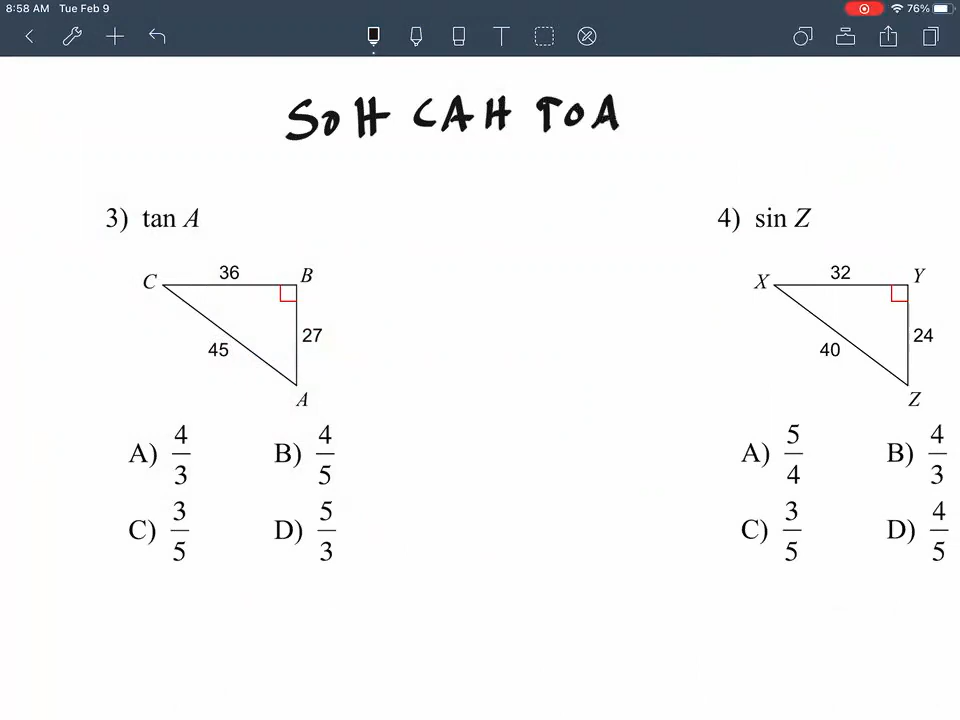 8:58 AM Tue Feb 9 76%
T
SOH CAH TOA
3) tan A
4) sin Z
C 36 B
27
45
A
X 32 Y
24
40
Z
A) 4/3 B) 4/5
C) 3/5 D) 5/3
A) 5/4 B) 4/3
C) 3/5 D) 4/5